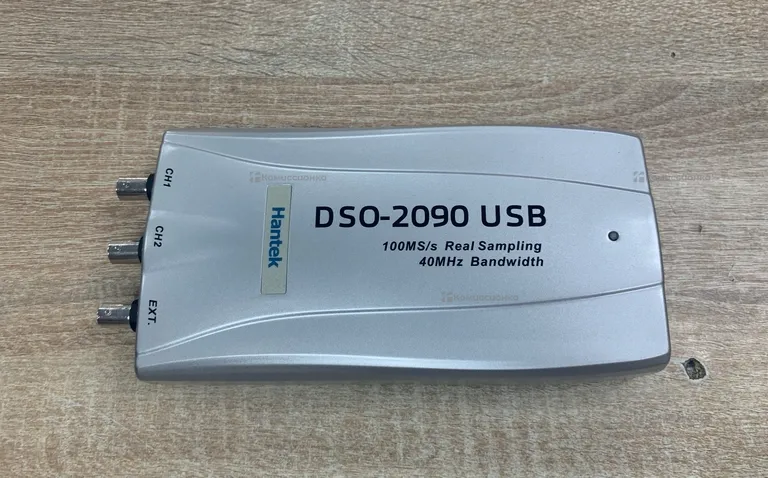 CH1
CH2
EXT.
Hantek
DSO-2090 USB
100MS/s Real Sampling
40MHz Bandwidth